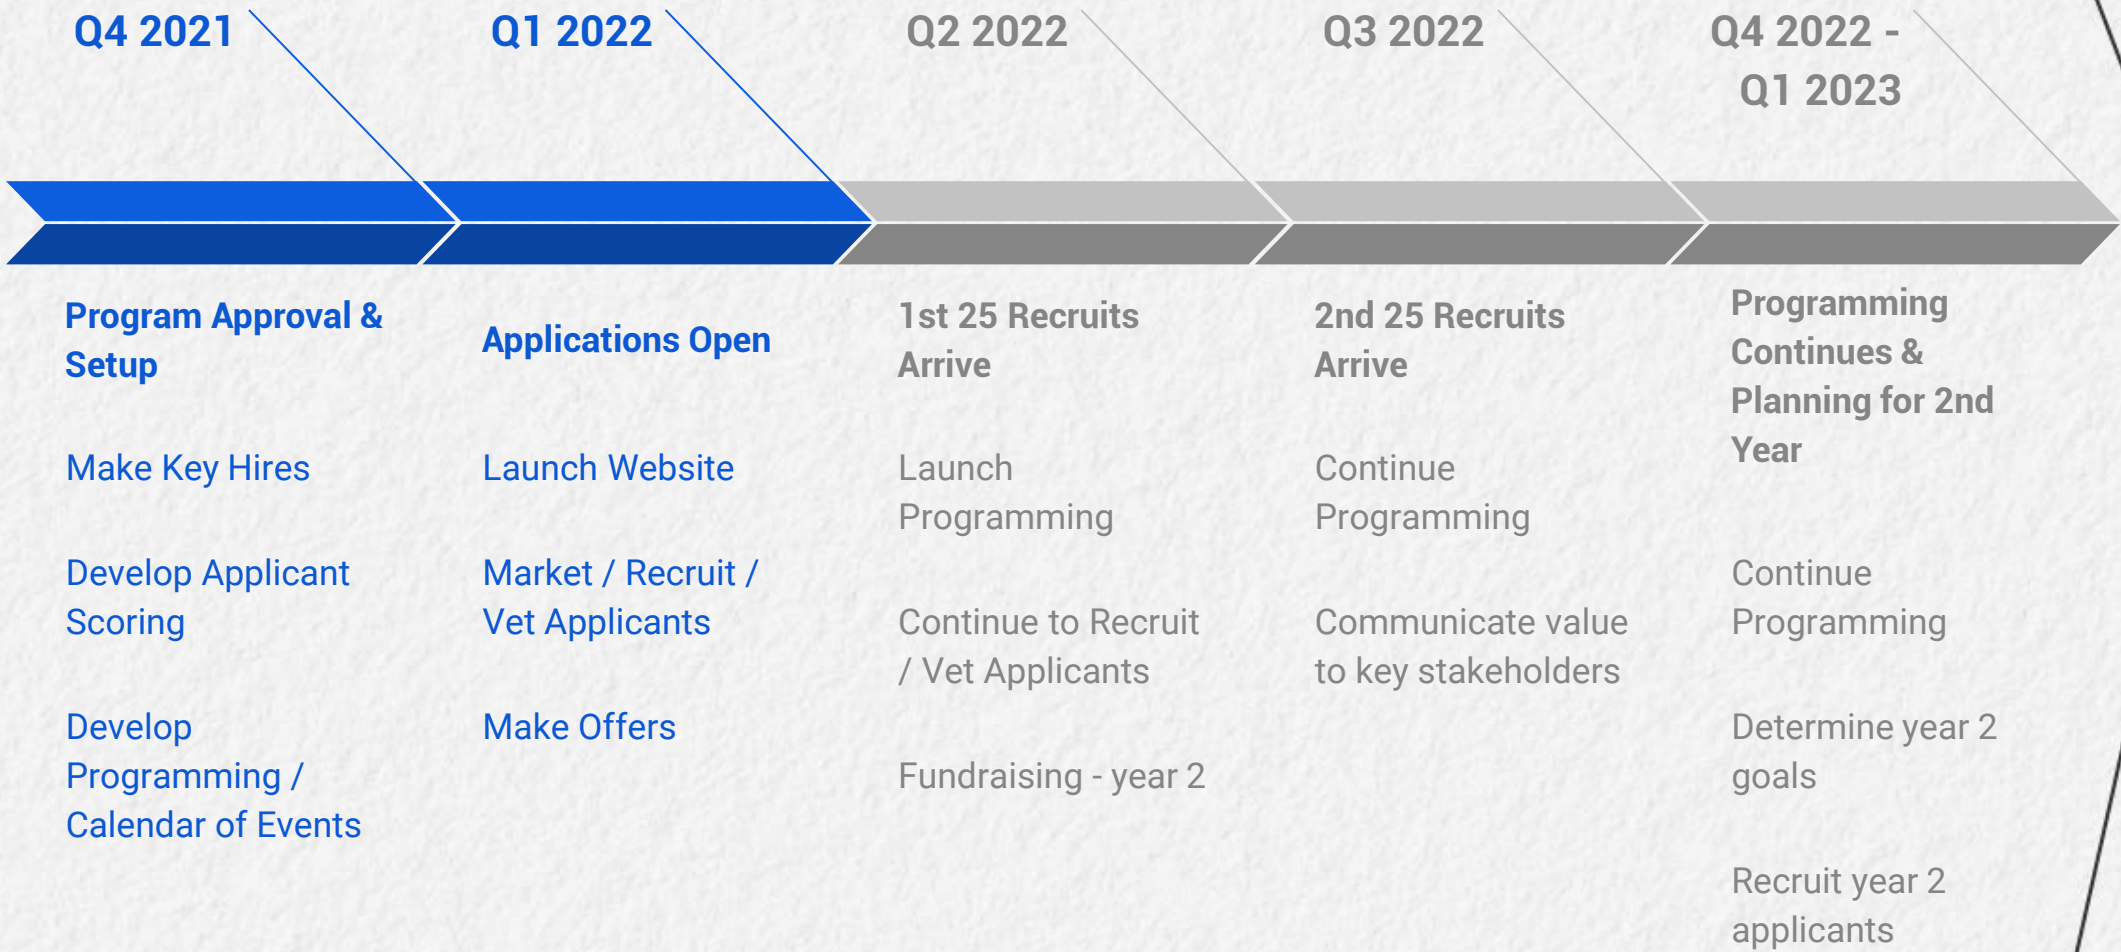 Q4 2021
Q1 2022
Q2 2022
Q3 2022
Q4 2022 -
Q1 2023
Program Approval &
Setup
Make Key Hires
Develop Applicant
Scoring
Develop
Programming /
Calendar of Events
Applications Open
Launch Website
Market / Recruit /
Vet Applicants
Make Offers
1st 25 Recruits
Arrive
Launch
Programming
Continue to Recruit
/ Vet Applicants
Fundraising - year 2
2nd 25 Recruits
Arrive
Continue
Programming
Communicate value
to key stakeholders
Programming
Continues &
Planning for 2nd
Year
Continue
Programming
Determine year 2
goals
Recruit year 2
applicants